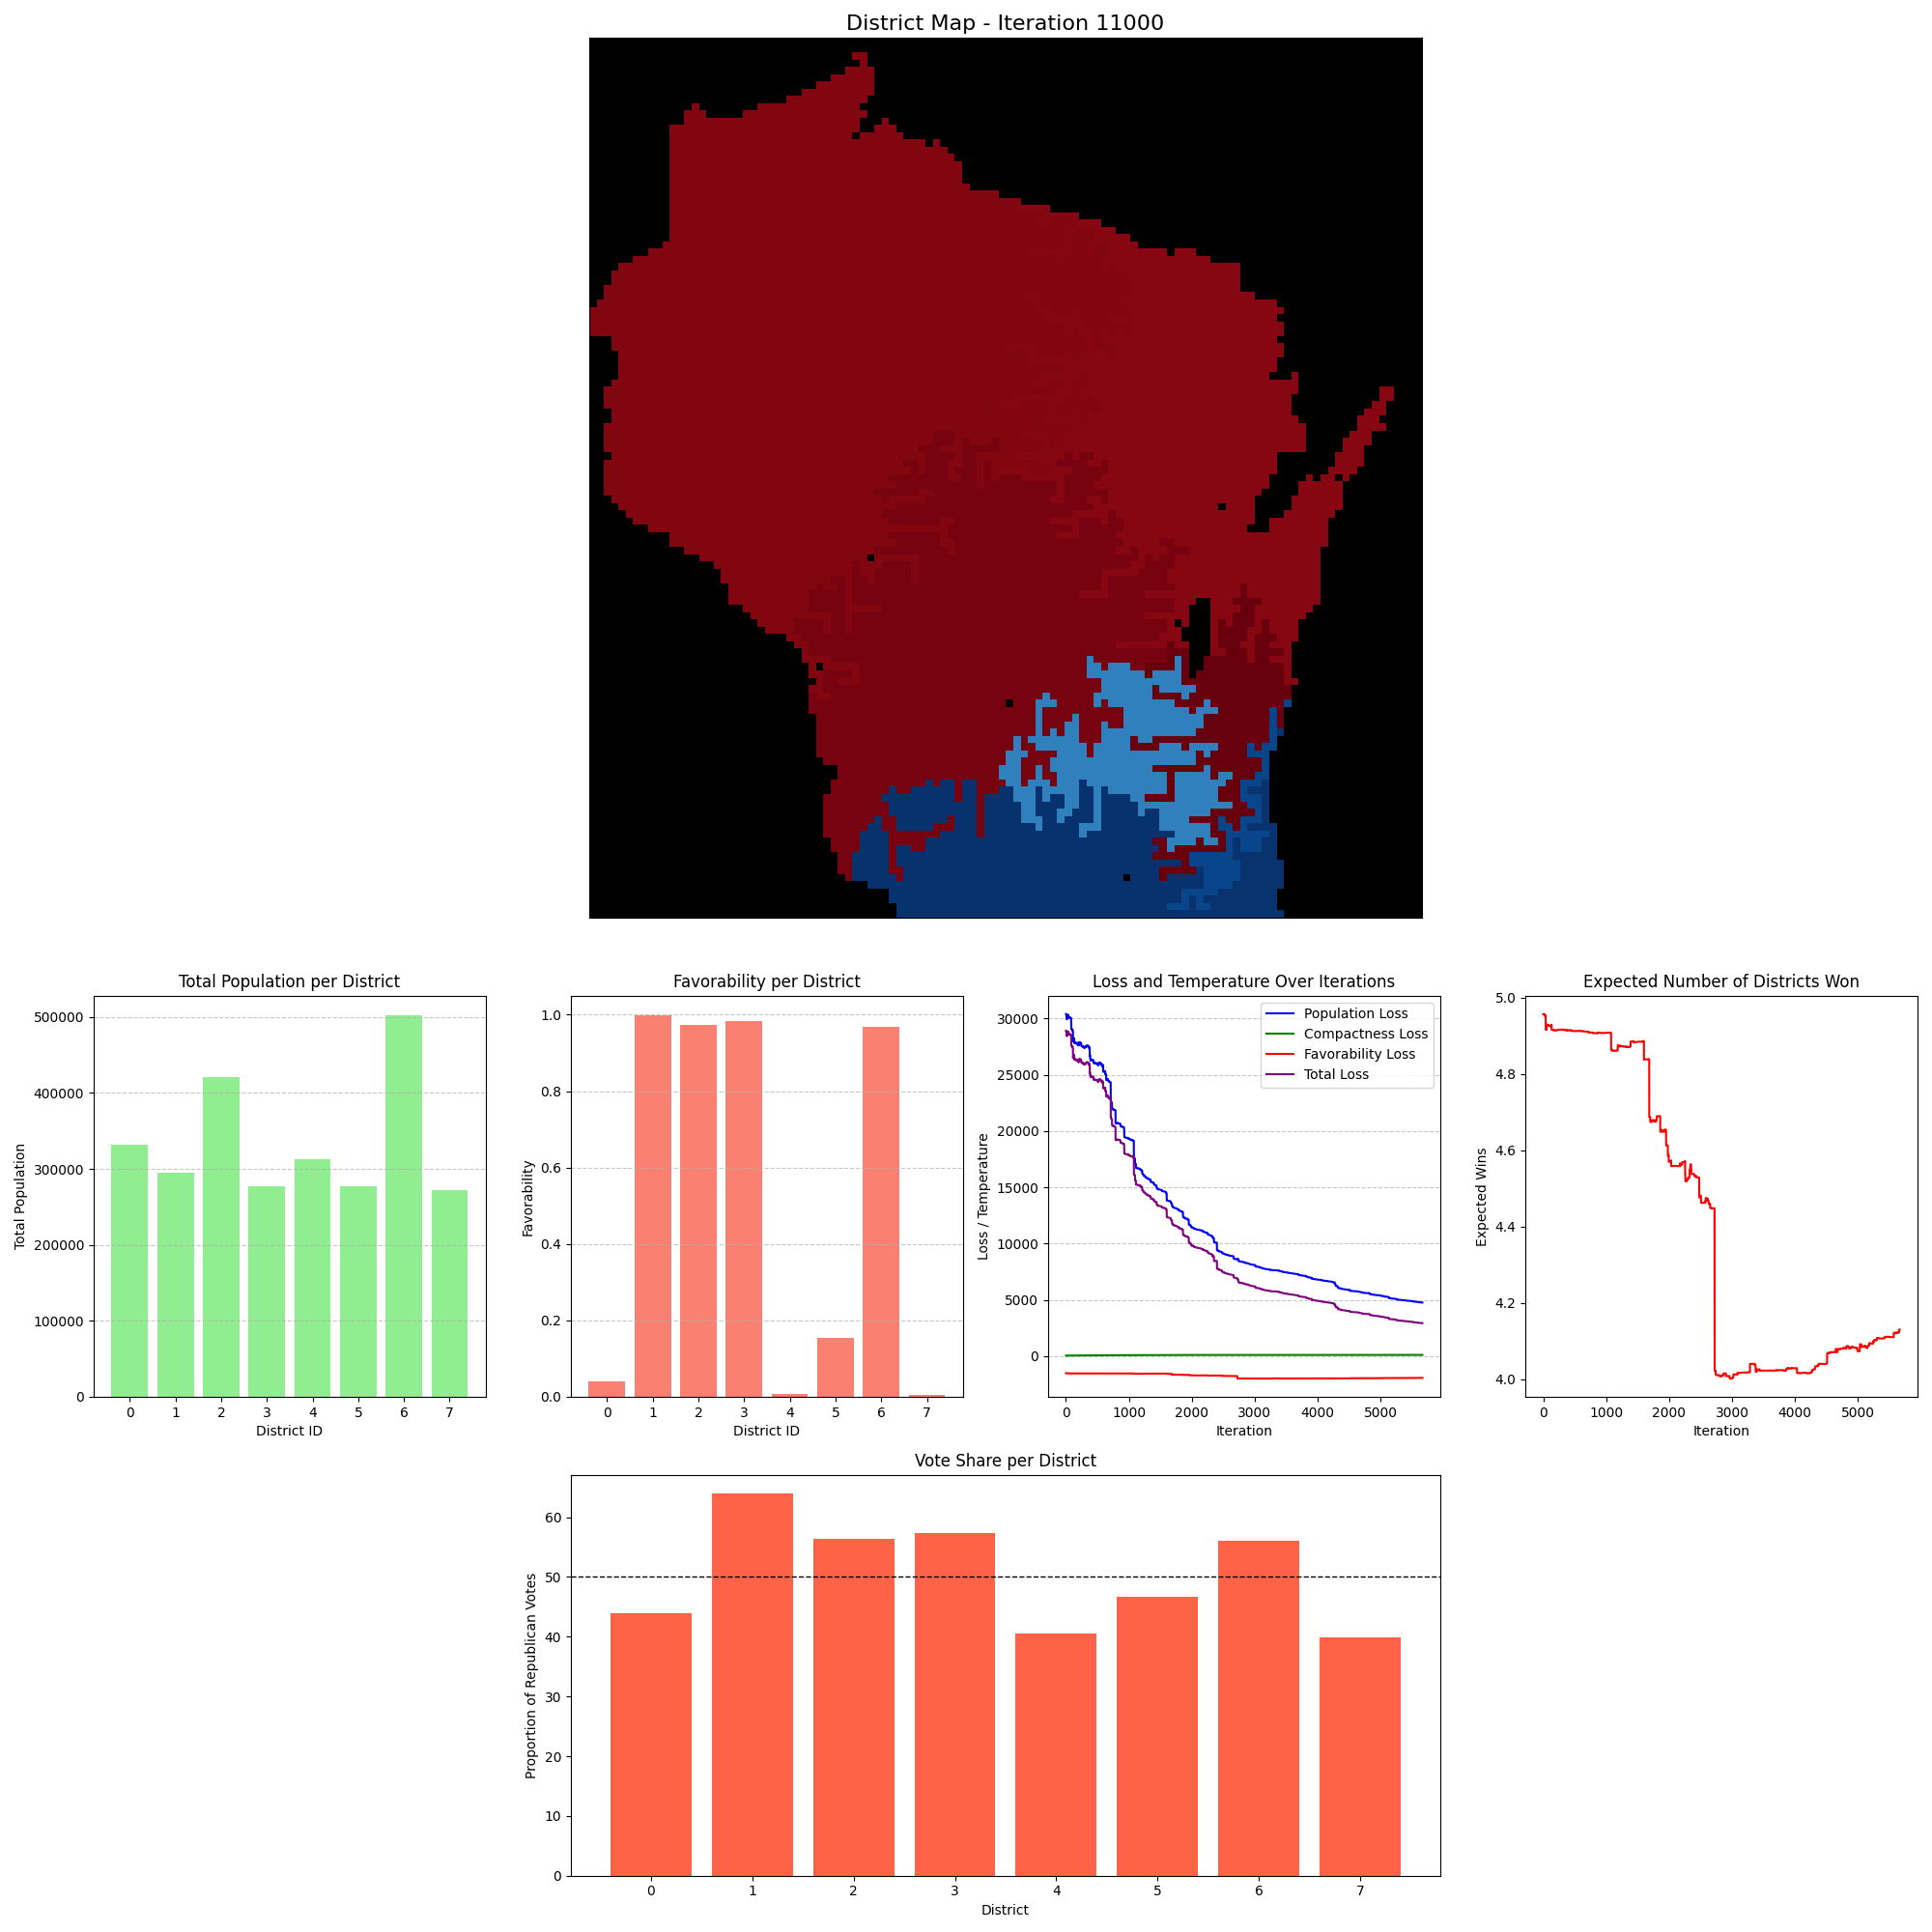 District Map - Iteration 11000
Total Population per District
Total Population
500000
400000
300000
200000
100000
0
0 1 2 3 4 5 6 7
District ID
Favorability per District
Favorability
1.0
0.8
0.6
0.4
0.2
0.0
0 1 2 3 4 5 6 7
District ID
Loss and Temperature Over Iterations
Loss / Temperature
30000
25000
20000
15000
10000
5000
0
Population Loss
Compactness Loss
Favorability Loss
Total Loss
0 1000 2000 3000 4000 5000
Iteration
Expected Number of Districts Won
Expected Wins
5.0
4.8
4.6
4.4
4.2
4.0
0 1000 2000 3000 4000 5000
Iteration
Vote Share per District
Proportion of Republican Votes
60
50
40
30
20
10
0
0 1 2 3 4 5 6 7
District